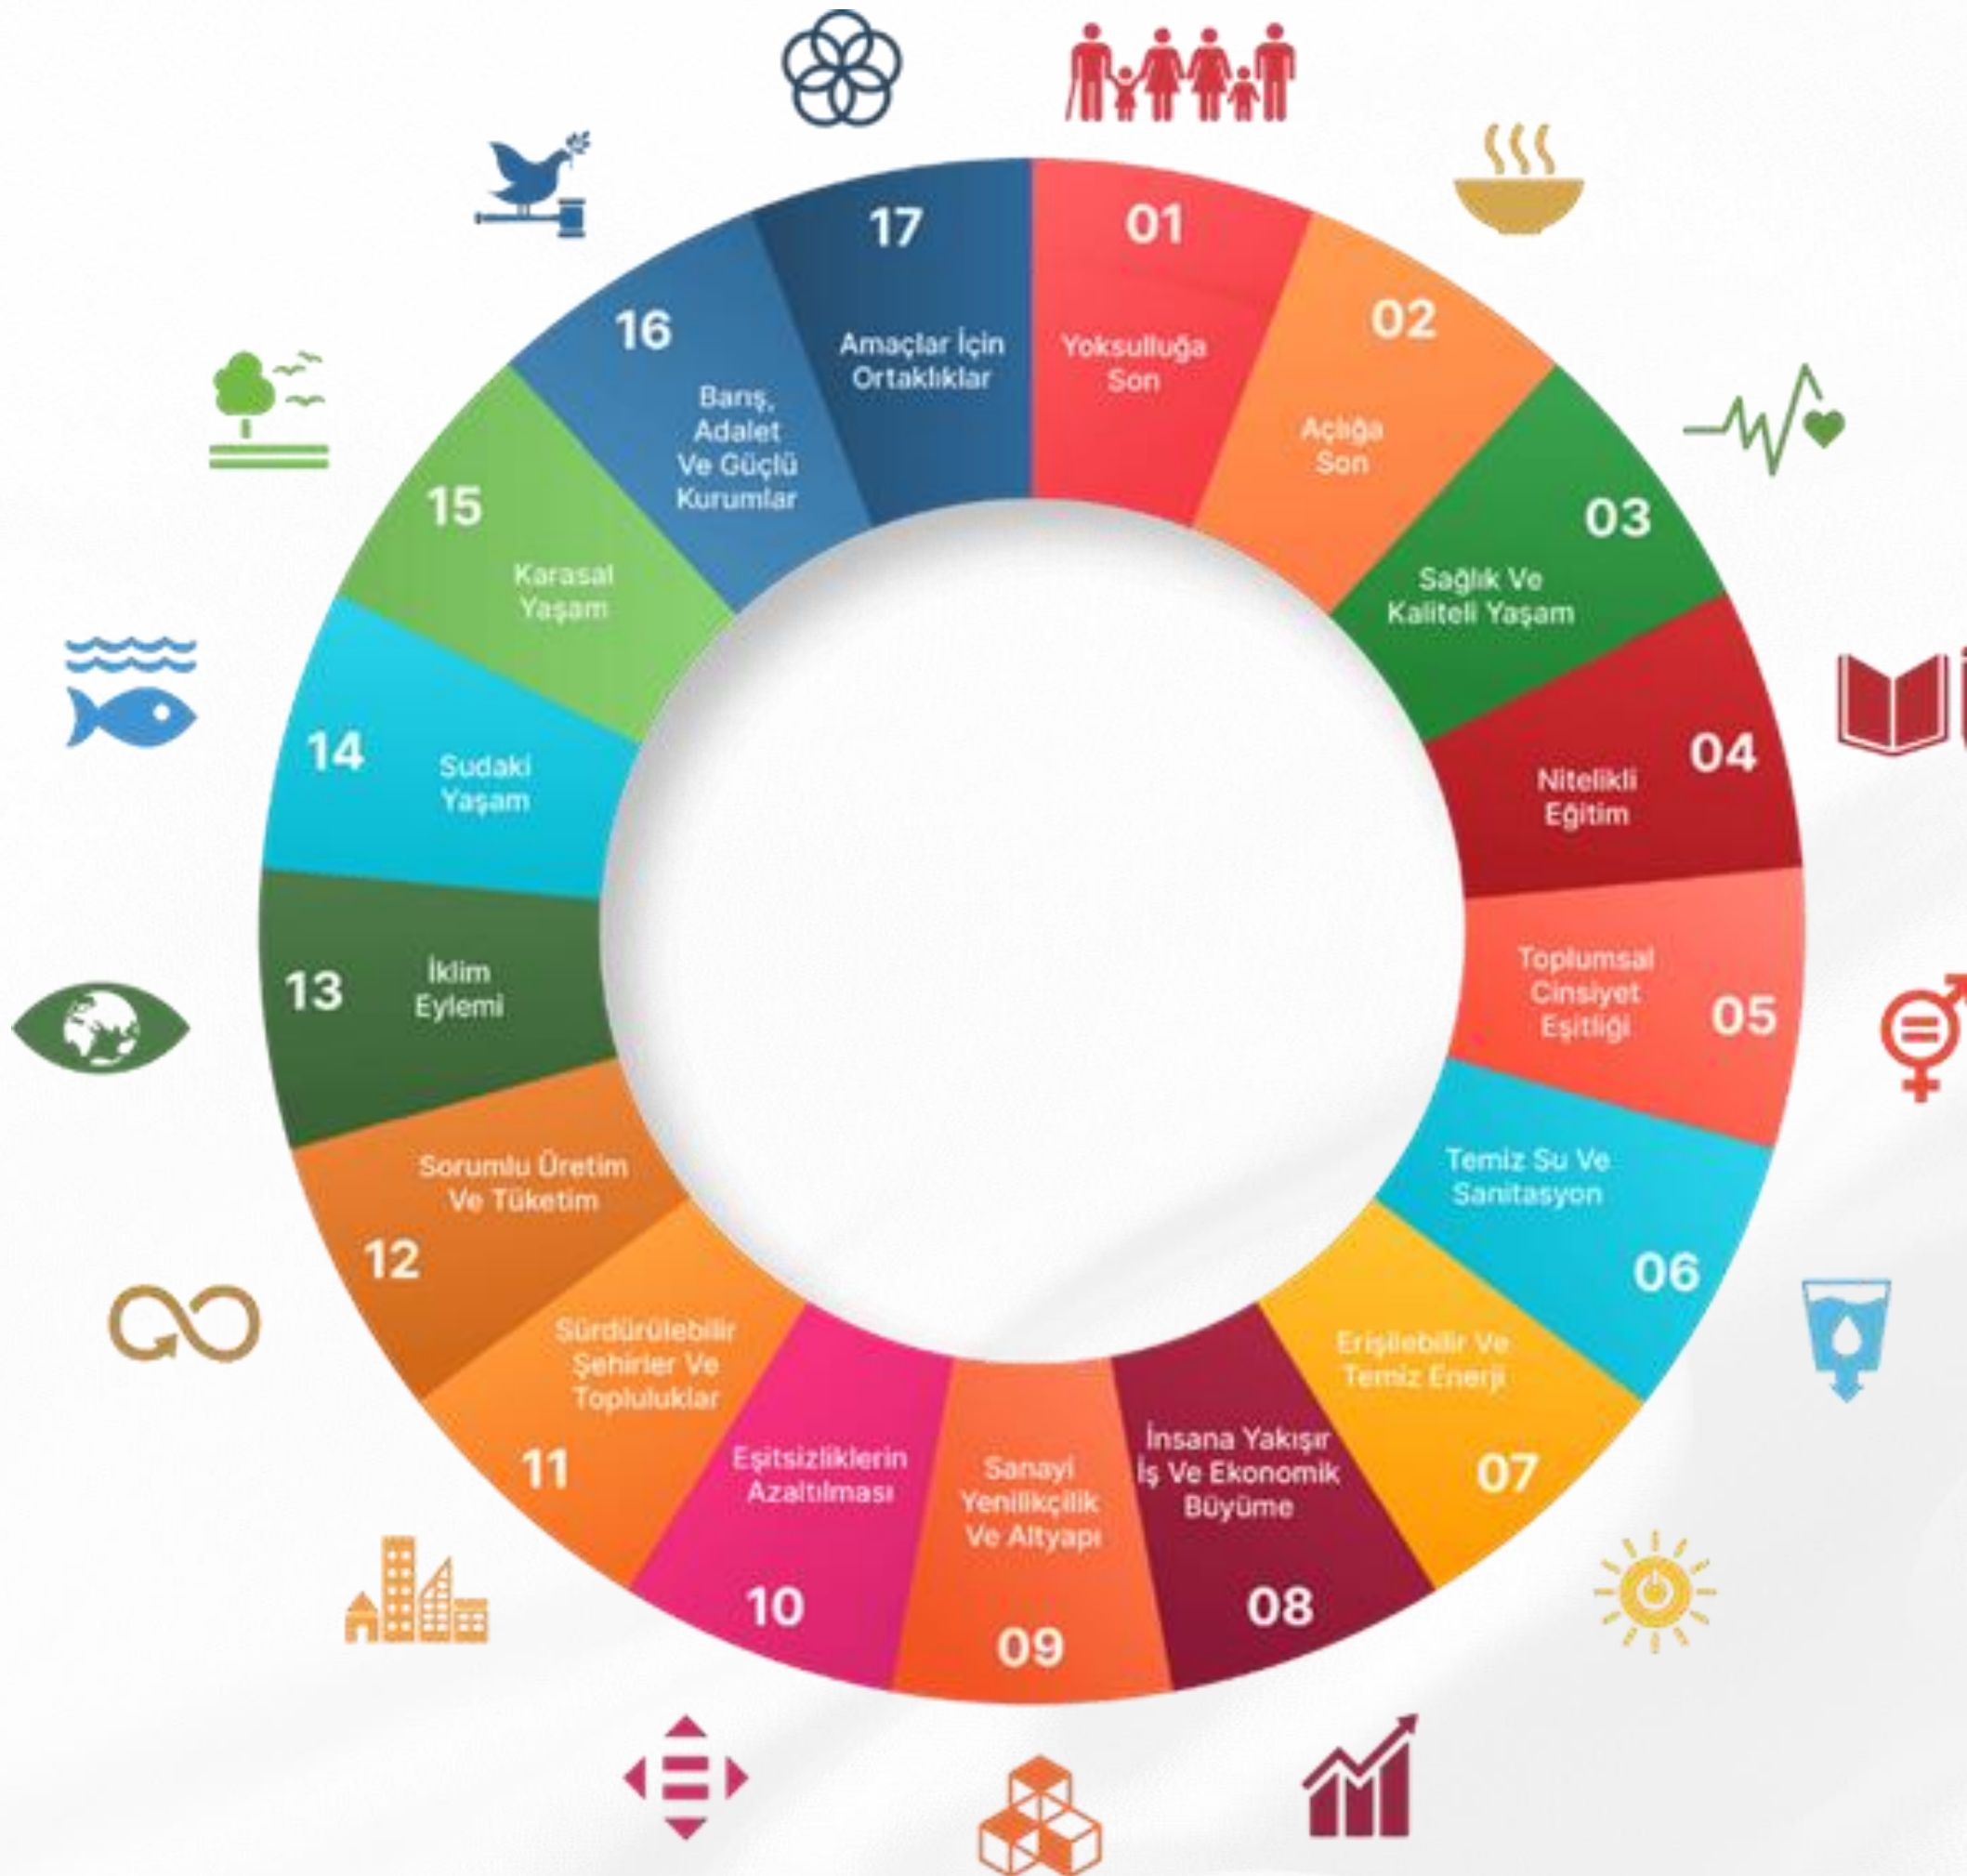 01
Yoksulluğa
Son
02
Açlığa
Son
03
Sağlık Ve
Kaliteli Yaşam
04
Nitelikli
Eğitim
05
Toplumsal
Cinsiyet
Eşitliği
06
Temiz Su Ve
Sanitasyon
07
Erişilebilir Ve
Temiz Enerji
08
İnsana Yakışır
İş Ve Ekonomik
Büyüme
09
Sanayi
Yenilikçilik
Ve Altyapı
10
Eşitsizliklerin
Azaltılması
11
Sürdürülebilir
Şehirler Ve
Topluluklar
12
Sorumlu Üretim
Ve Tüketim
13
İklim
Eylemi
14
Sudaki
Yaşam
15
Karasal
Yaşam
16
Barış,
Adalet
Ve Güçlü
Kurumlar
17
Amaçlar İçin
Ortaklıklar